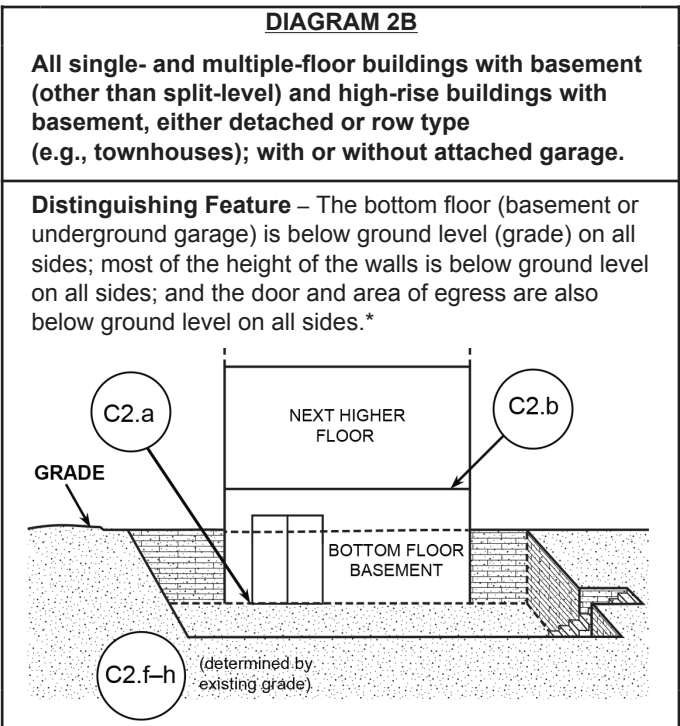 DIAGRAM 2B
All single- and multiple-floor buildings with basement
(other than split-level) and high-rise buildings with
basement, either detached or row type
(e.g., townhouses); with or without attached garage.
Distinguishing Feature – The bottom floor (basement or
underground garage) is below ground level (grade) on all
sides; most of the height of the walls is below ground level
on all sides; and the door and area of egress are also
below ground level on all sides.*
C2.a
NEXT HIGHER
FLOOR
C2.b
GRADE
BOTTOM FLOOR
BASEMENT
C2.f–h
(determined by
existing grade)